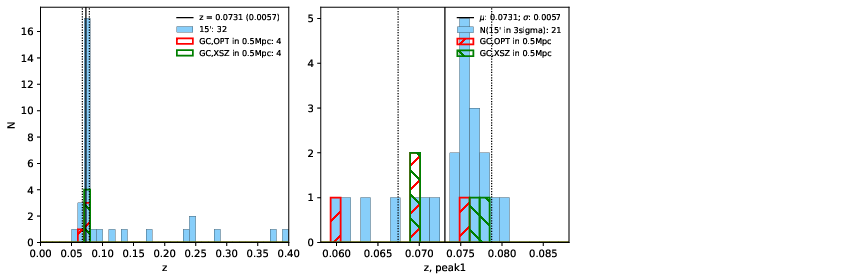 z = 0.0731 (0.0057)
15': 32
GC,OPT in 0.5Mpc: 4
GC,XSZ in 0.5Mpc: 4
N
16
14
12
10
8
6
4
2
0
0.00 0.05 0.10 0.15 0.20 0.25 0.30 0.35 0.40
z
μ: 0.0731; σ: 0.0057
N(15' in 3sigma): 21
GC,OPT in 0.5Mpc
GC,XSZ in 0.5Mpc
5
4
3
2
1
0
0.060 0.065 0.070 0.075 0.080 0.085
z, peak1